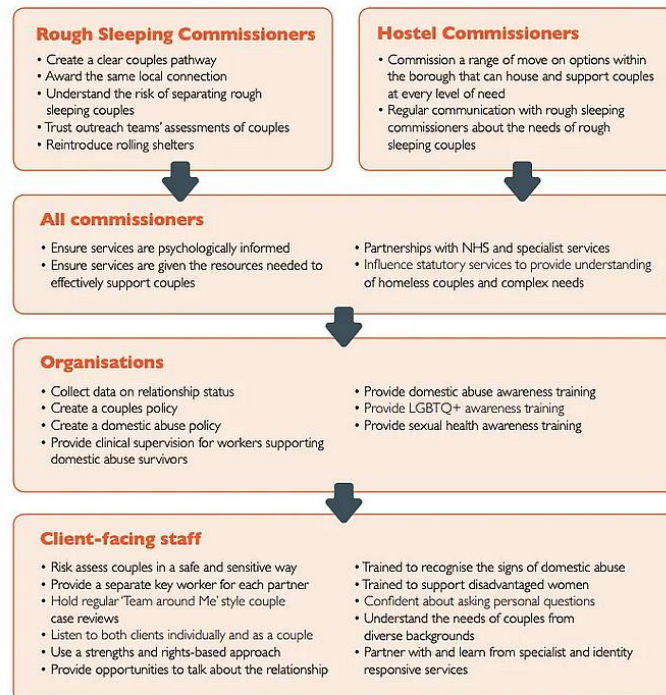 Rough Sleeping Commissioners
• Create a clear couples pathway
• Award the same local connection
• Understand the risk of separating rough
sleeping couples
• Trust outreach teams' assessments of couples
• Reintroduce rolling shelters
Hostel Commissioners
• Commission a range of move on options within
the borough that can house and support couples
at every level of need
• Regular communication with rough sleeping
commissioners about the needs of rough
sleeping couples
All commissioners
• Ensure services are psychologically informed
• Ensure services are given the resources needed to
effectively support couples
• Partnerships with NHS and specialist services
• Influence statutory services to provide understanding
of homeless couples and complex needs
Organisations
• Collect data on relationship status
• Create a couples policy
• Create a domestic abuse policy
• Provide clinical supervision for workers supporting
domestic abuse survivors
• Provide domestic abuse awareness training
• Provide LGBTQ+ awareness training
• Provide sexual health awareness training
Client-facing staff
• Risk assess couples in a safe and sensitive way
• Provide a separate key worker for each partner
• Hold regular 'Team around Me' style couple
case reviews
• Listen to both clients individually and as a couple
• Use a strengths and rights-based approach
• Provide opportunities to talk about the relationship
• Trained to recognise the signs of domestic abuse
• Trained to support disadvantaged women
• Confident about asking personal questions
• Understand the needs of couples from
diverse backgrounds
• Partner with and learn from specialist and identity
responsive services